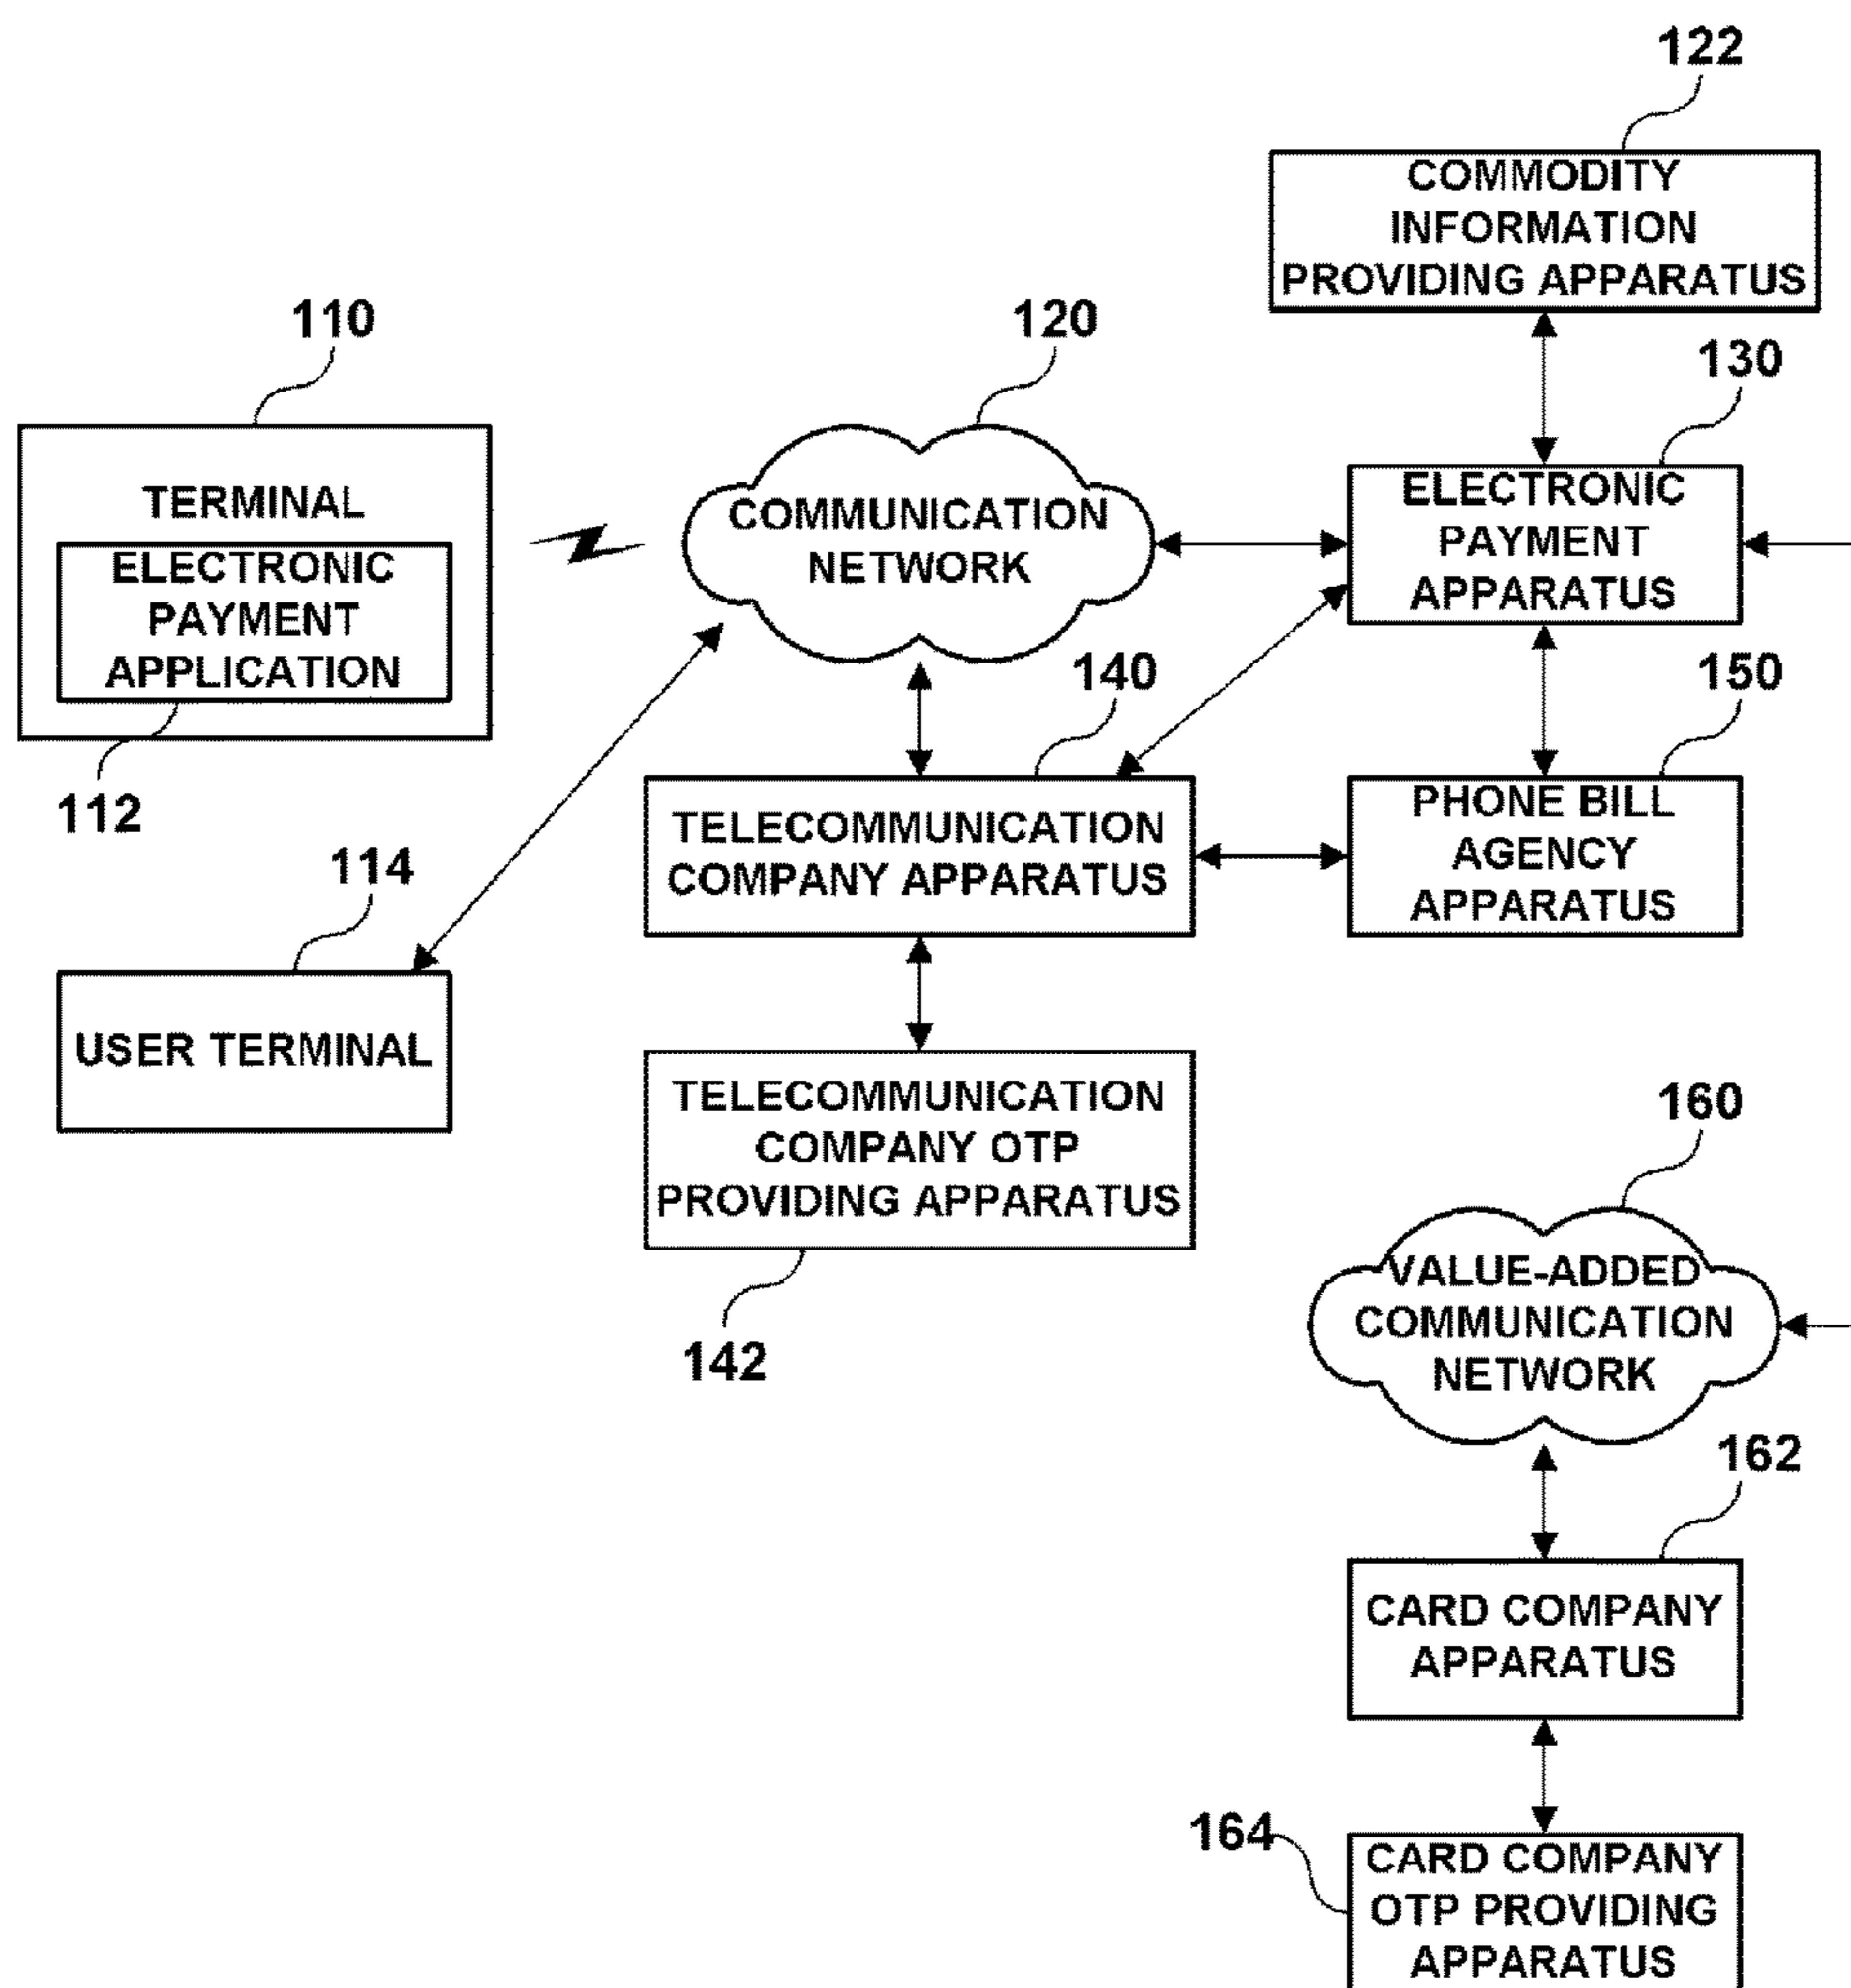 122
COMMODITY
INFORMATION
PROVIDING APPARATUS
110
120
130
TERMINAL
ELECTRONIC
PAYMENT
APPLICATION
112
COMMUNICATION
NETWORK
ELECTRONIC
PAYMENT
APPARATUS
140
150
TELECOMMUNICATION
COMPANY APPARATUS
PHONE BILL
AGENCY
APPARATUS
114
USER TERMINAL
TELECOMMUNICATION
COMPANY OTP
PROVIDING APPARATUS
142
160
VALUE-ADDED
COMMUNICATION
NETWORK
162
CARD COMPANY
APPARATUS
164
CARD COMPANY
OTP PROVIDING
APPARATUS